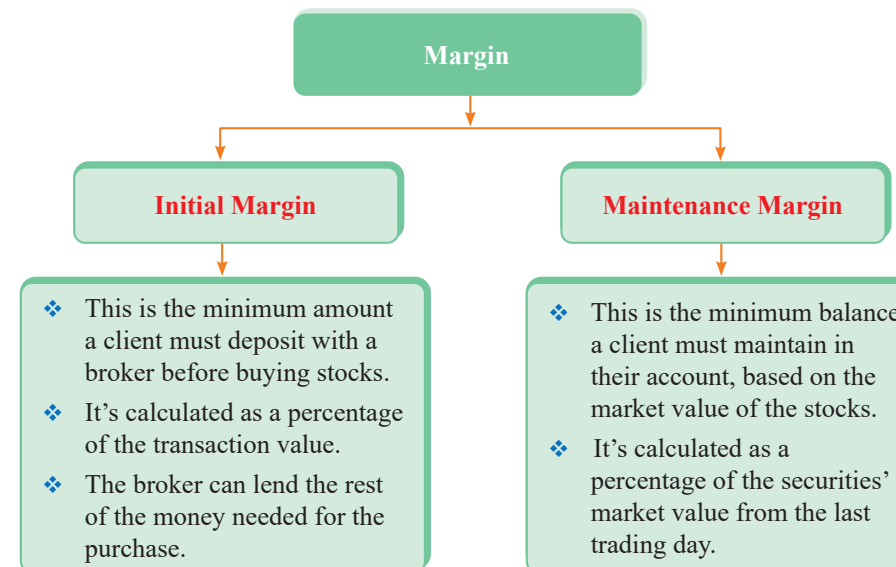 Margin
Initial Margin
This is the minimum amount
a client must deposit with a
broker before buying stocks.
It’s calculated as a percentage
of the transaction value.
The broker can lend the rest
of the money needed for the
purchase.
Maintenance Margin
This is the minimum balance
a client must maintain in
their account, based on the
market value of the stocks.
It’s calculated as a
percentage of the securities’
market value from the last
trading day.